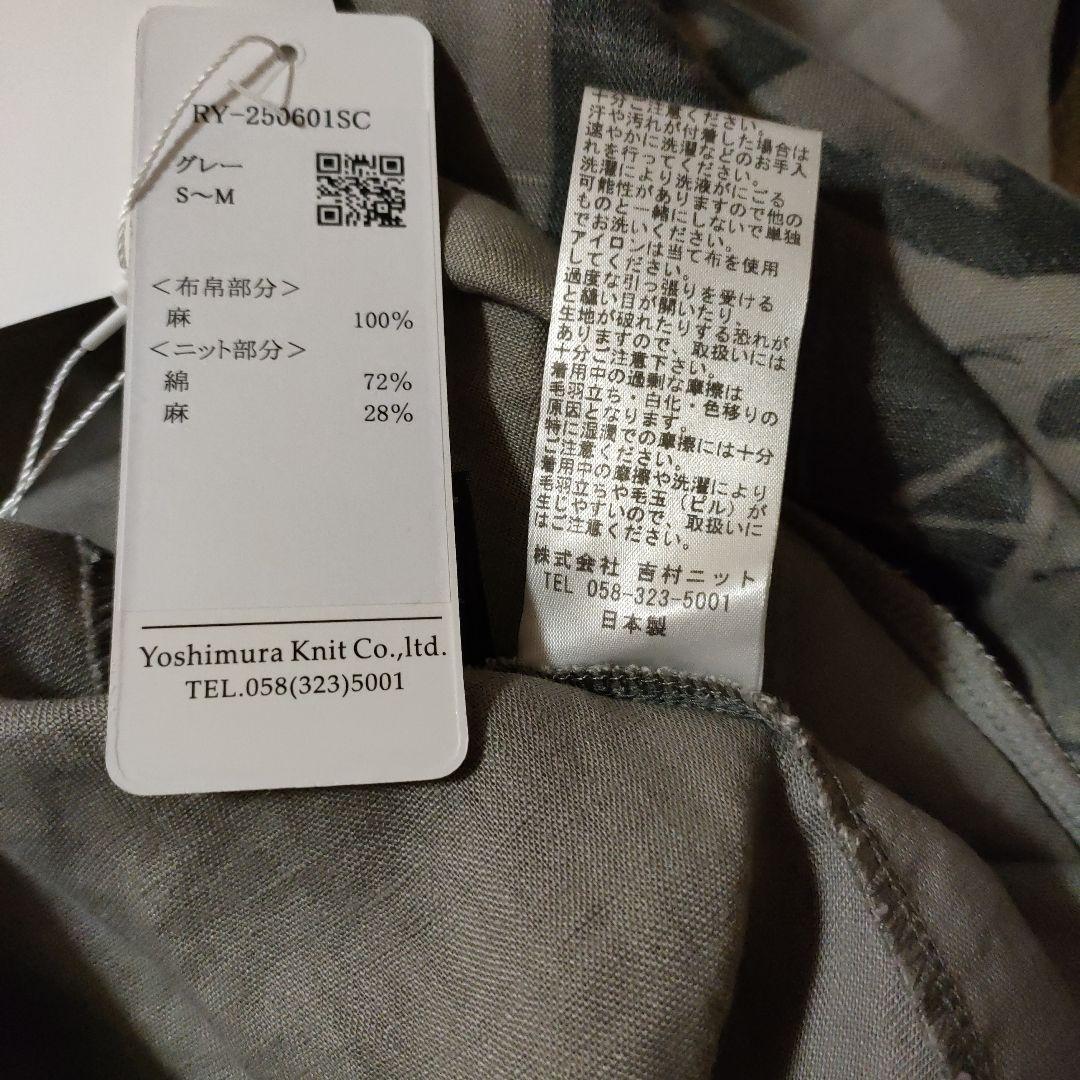 RY-250601SC
グレー
S～M
＜布帛部分＞
麻 100%
＜ニット部分＞
綿 72%
麻 28%
Yoshimura Knit Co.,ltd.
TEL.058(323)5001
十分ご注意ください。
汗や汚れが付着した場合は
速やかに洗うなどのお手入
れを行ってください。
洗濯により洗液がにごる
可能性がありますので他の
ものと一緒にしないで単独
でお洗いください。
アイロンは当て布を使用
してください。
過度な引っ張りを受ける
と縫い目が開いたり、
生地が破れたりする恐れが
ありますので、取扱いには
十分ご注意下さい。
着用中の過剰な摩擦は
毛羽立ち・白化・色移りの
原因となります。
特に湿潤での摩擦には十分
ご注意ください。
着用中の摩擦や洗濯により
毛羽立ちや毛玉（ピル）が
生じやすいので、取扱いに
はご注意ください。
株式会社 吉村ニット
TEL 058-323-5001
日本製